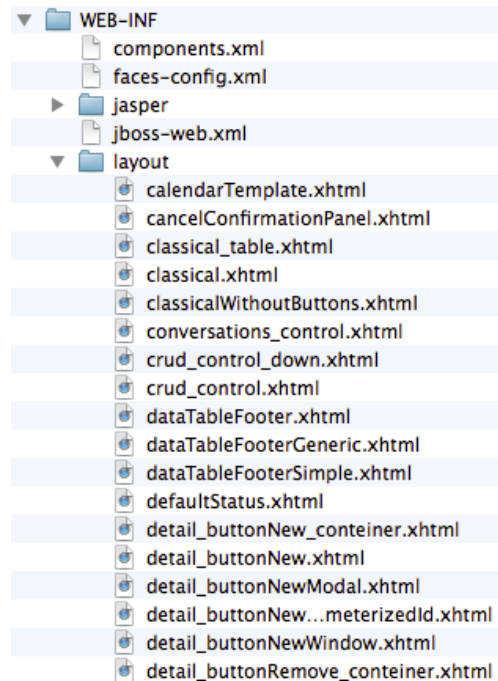 WEB-INF
components.xml
faces-config.xml
jasper
jboss-web.xml
layout
calendarTemplate.xhtml
cancelConfirmationPanel.xhtml
classical_table.xhtml
classical.xhtml
classicalWithoutButtons.xhtml
conversations_control.xhtml
crud_control_down.xhtml
crud_control.xhtml
dataTableFooter.xhtml
dataTableFooterGeneric.xhtml
dataTableFooterSimple.xhtml
defaultStatus.xhtml
detail_buttonNew_conteiner.xhtml
detail_buttonNew.xhtml
detail_buttonNewModal.xhtml
detail_buttonNew...meterizedId.xhtml
detail_buttonNewWindow.xhtml
detail_buttonRemove_conteiner.xhtml